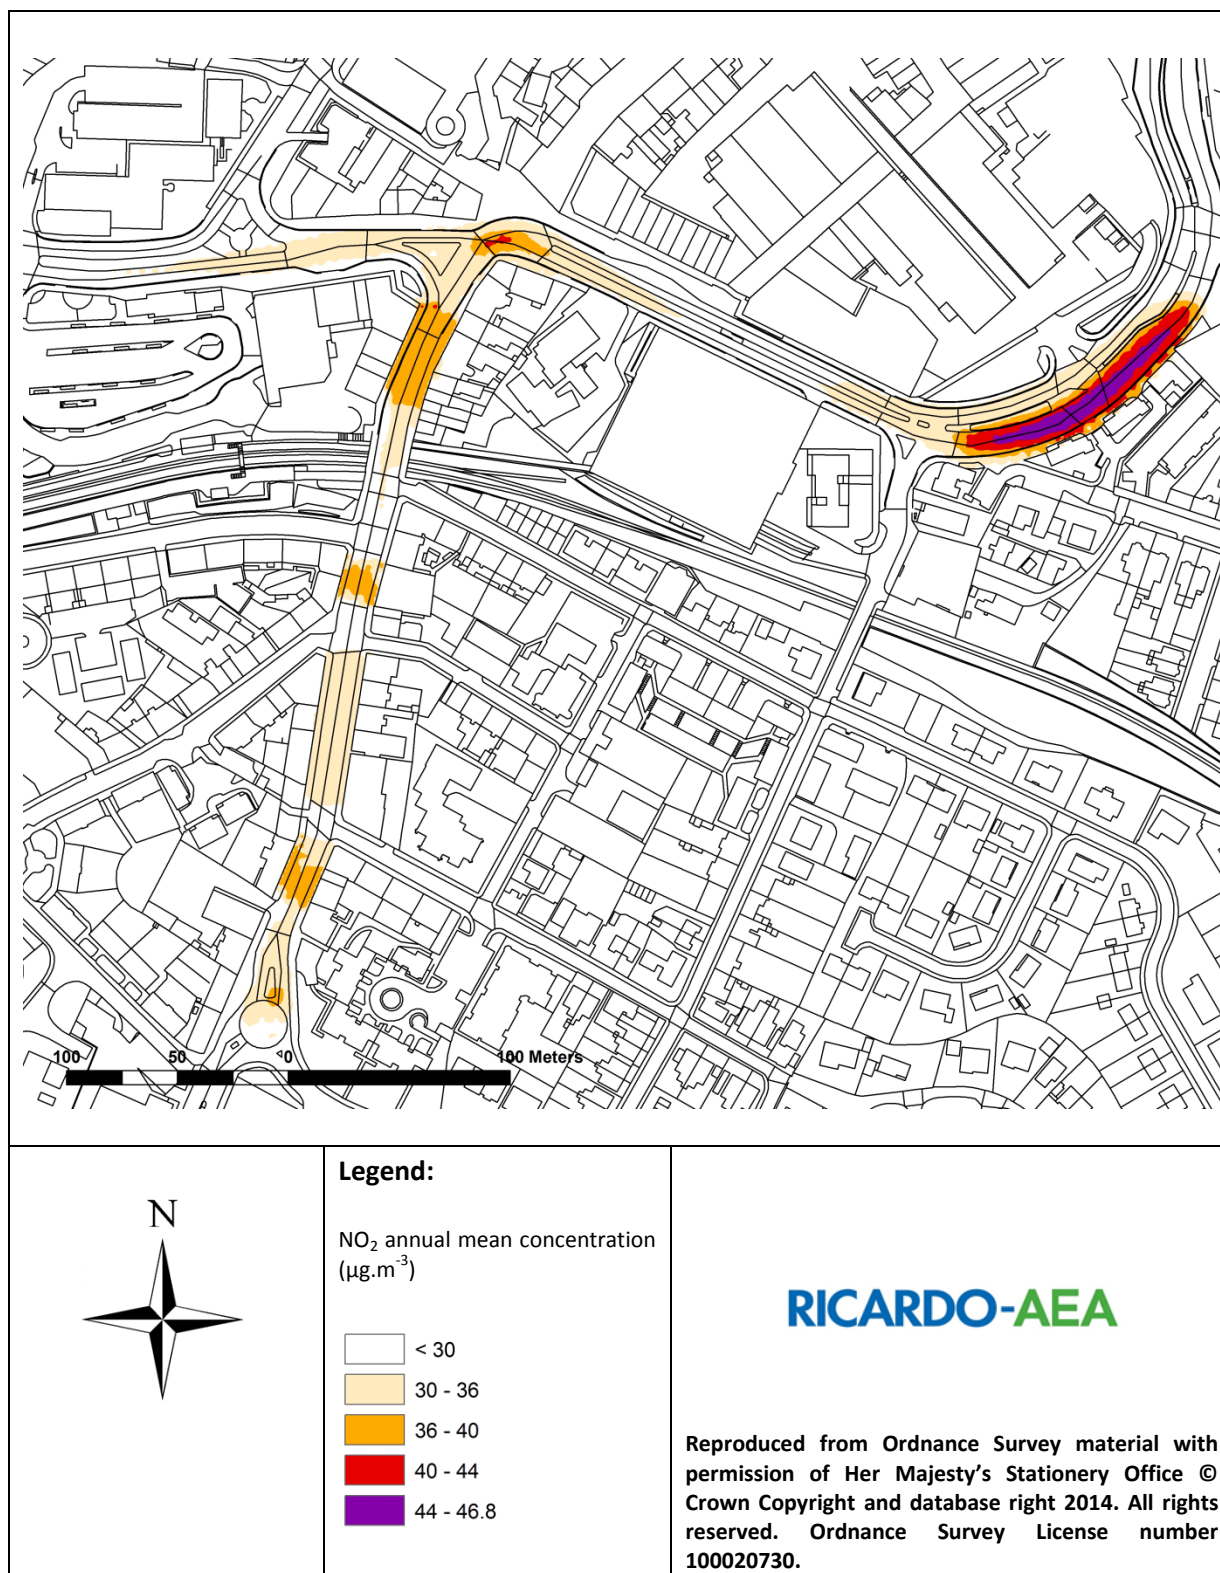 100 50 0 100 Meters
N
Legend:
NO₂ annual mean concentration
(µg.m⁻³)
< 30
30 - 36
36 - 40
40 - 44
44 - 46.8
RICARDO-AEA
Reproduced from Ordnance Survey material with
permission of Her Majesty’s Stationery Office ©
Crown Copyright and database right 2014. All rights
reserved. Ordnance Survey License number
100020730.